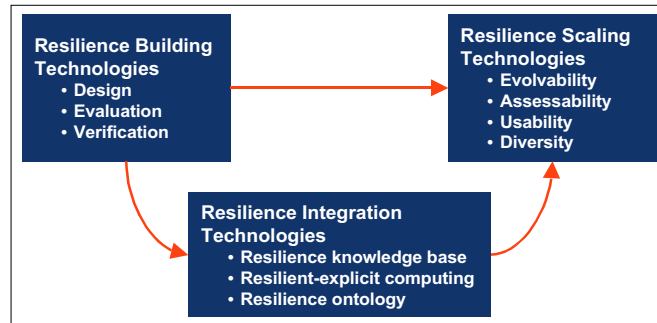 Resilience Building
Technologies
• Design
• Evaluation
• Verification
Resilience Scaling
Technologies
• Evolvability
• Assessability
• Usability
• Diversity
Resilience Integration
Technologies
• Resilience knowledge base
• Resilient-explicit computing
• Resilience ontology